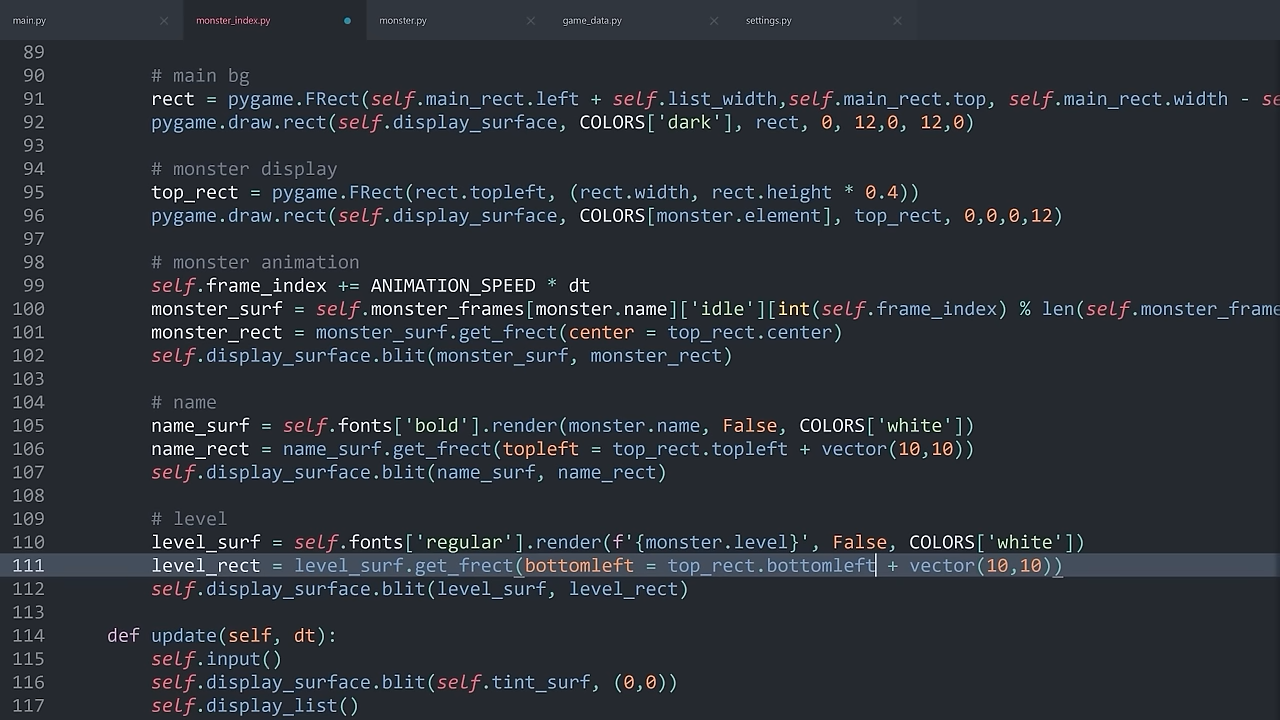 main.py
monster_index.py
monster.py
game_data.py
settings.py
89
90 # main bg
91 rect = pygame.FRect(self.main_rect.left + self.list_width,self.main_rect.top, self.main_rect.width - se
92 pygame.draw.rect(self.display_surface, COLORS['dark'], rect, 0, 12,0, 12,0)
93
94 # monster display
95 top_rect = pygame.FRect(rect.topleft, (rect.width, rect.height * 0.4))
96 pygame.draw.rect(self.display_surface, COLORS[monster.element], top_rect, 0,0,0,12)
97
98 # monster animation
99 self.frame_index += ANIMATION_SPEED * dt
100 monster_surf = self.monster_frames[monster.name]['idle'][int(self.frame_index) % len(self.monster_frame
101 monster_rect = monster_surf.get_frect(center = top_rect.center)
102 self.display_surface.blit(monster_surf, monster_rect)
103
104 # name
105 name_surf = self.fonts['bold'].render(monster.name, False, COLORS['white'])
106 name_rect = name_surf.get_frect(topleft = top_rect.topleft + vector(10,10))
107 self.display_surface.blit(name_surf, name_rect)
108
109 # level
110 level_surf = self.fonts['regular'].render(f'{monster.level}', False, COLORS['white'])
111 level_rect = level_surf.get_frect(bottomleft = top_rect.bottomleft + vector(10,10))
112 self.display_surface.blit(level_surf, level_rect)
113
114 def update(self, dt):
115 self.input()
116 self.display_surface.blit(self.tint_surf, (0,0))
117 self.display_list()